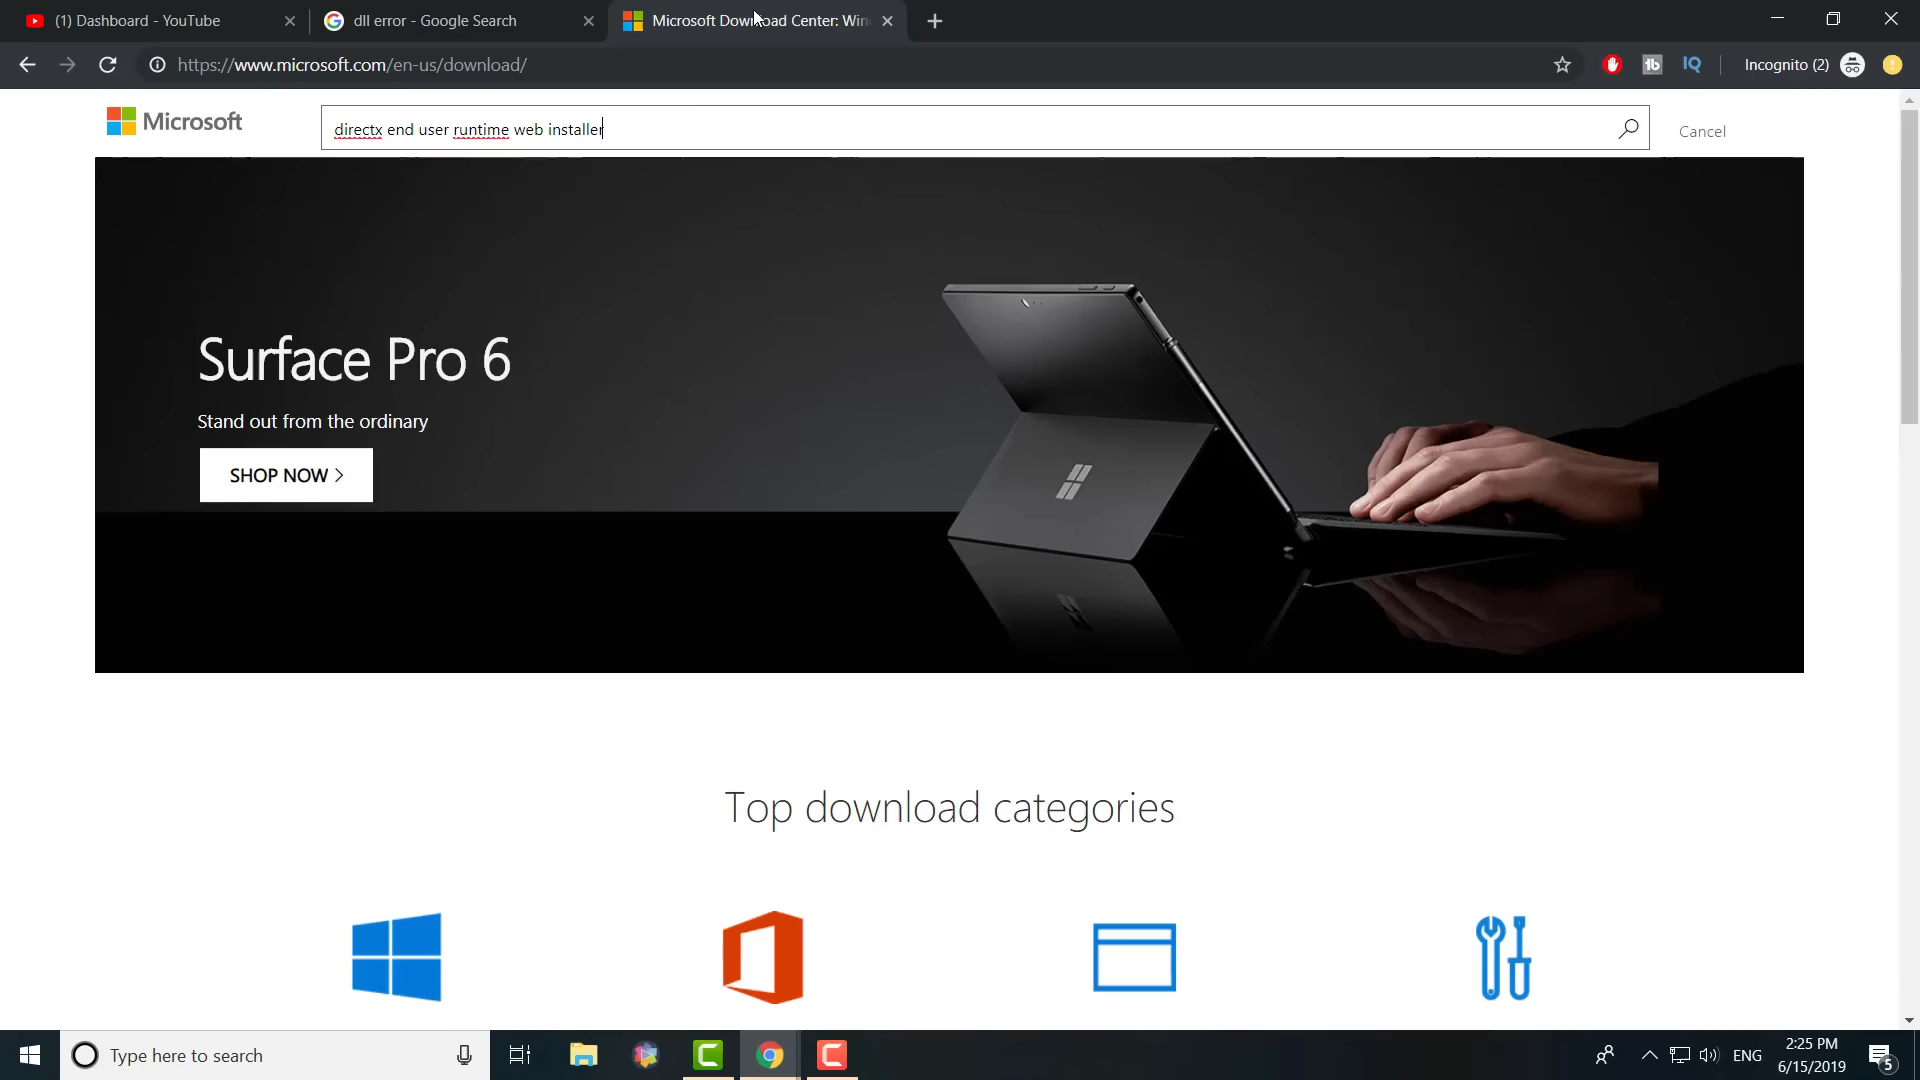 (1) Dashboard - YouTube
dll error - Google Search
Microsoft Download Center: Win
https://www.microsoft.com/en-us/download/
Incognito (2)
Microsoft
directx end user runtime web installer
Cancel
Surface Pro 6
Stand out from the ordinary
SHOP NOW >
Top download categories
Type here to search
ENG
2:25 PM
6/15/2019
5
tb
IQ